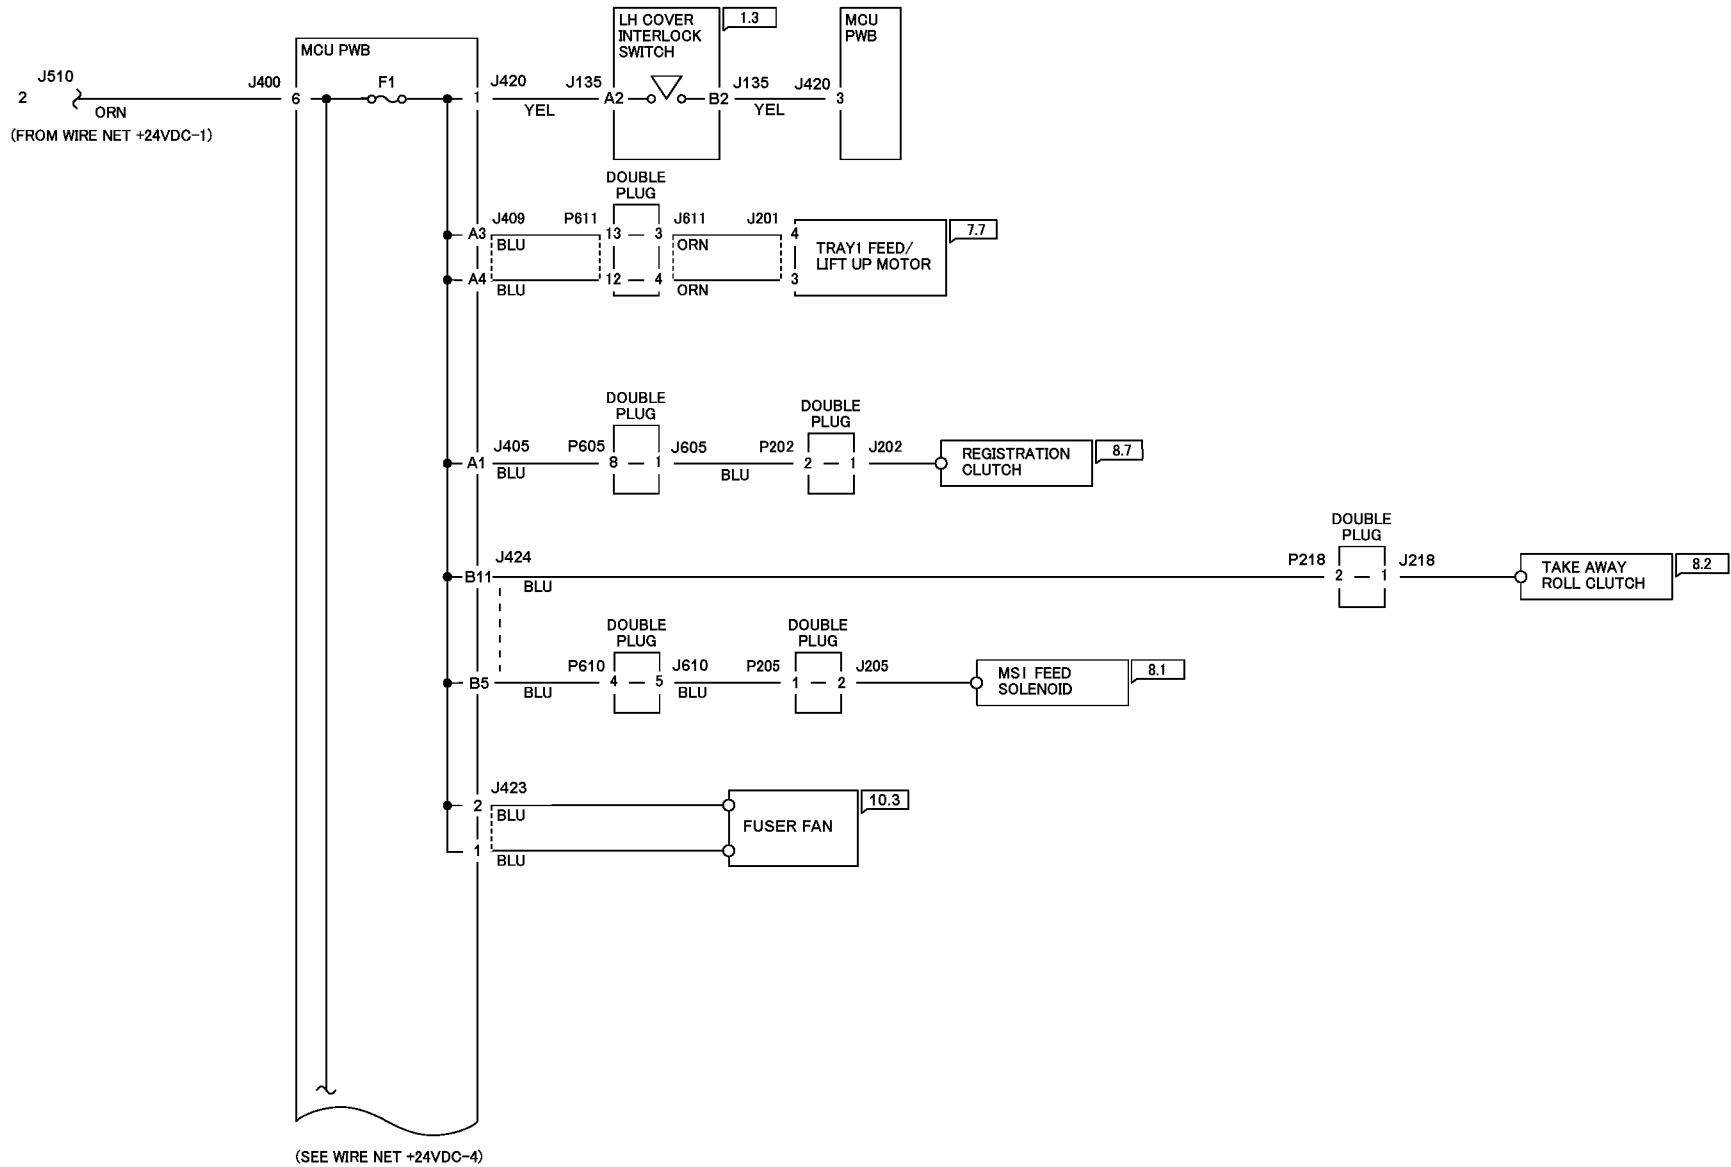 J510
2
ORN
(FROM WIRE NET +24VDC-1)
J400
MCU PWB
6
F1
1
J420
YEL
J135
LH COVER
INTERLOCK
SWITCH
A2
B2
1.3
J135
YEL
J420
MCU
PWB
3
DOUBLE
PLUG
A3
J409
BLU
P611
13 — 3
J611
ORN
J201
4
TRAY1 FEED/
LIFT UP MOTOR
7.7
A4
BLU
12 — 4
ORN
3
DOUBLE
PLUG
DOUBLE
PLUG
A1
J405
BLU
P605
8 — 1
J605
BLU
P202
2 — 1
J202
REGISTRATION
CLUTCH
8.7
DOUBLE
PLUG
B11
J424
BLU
P218
2 — 1
J218
TAKE AWAY
ROLL CLUTCH
8.2
DOUBLE
PLUG
DOUBLE
PLUG
B5
BLU
P610
4 — 5
J610
BLU
P205
1 — 2
J205
MSI FEED
SOLENOID
8.1
2
J423
BLU
1
BLU
FUSER FAN
10.3
(SEE WIRE NET +24VDC-4)